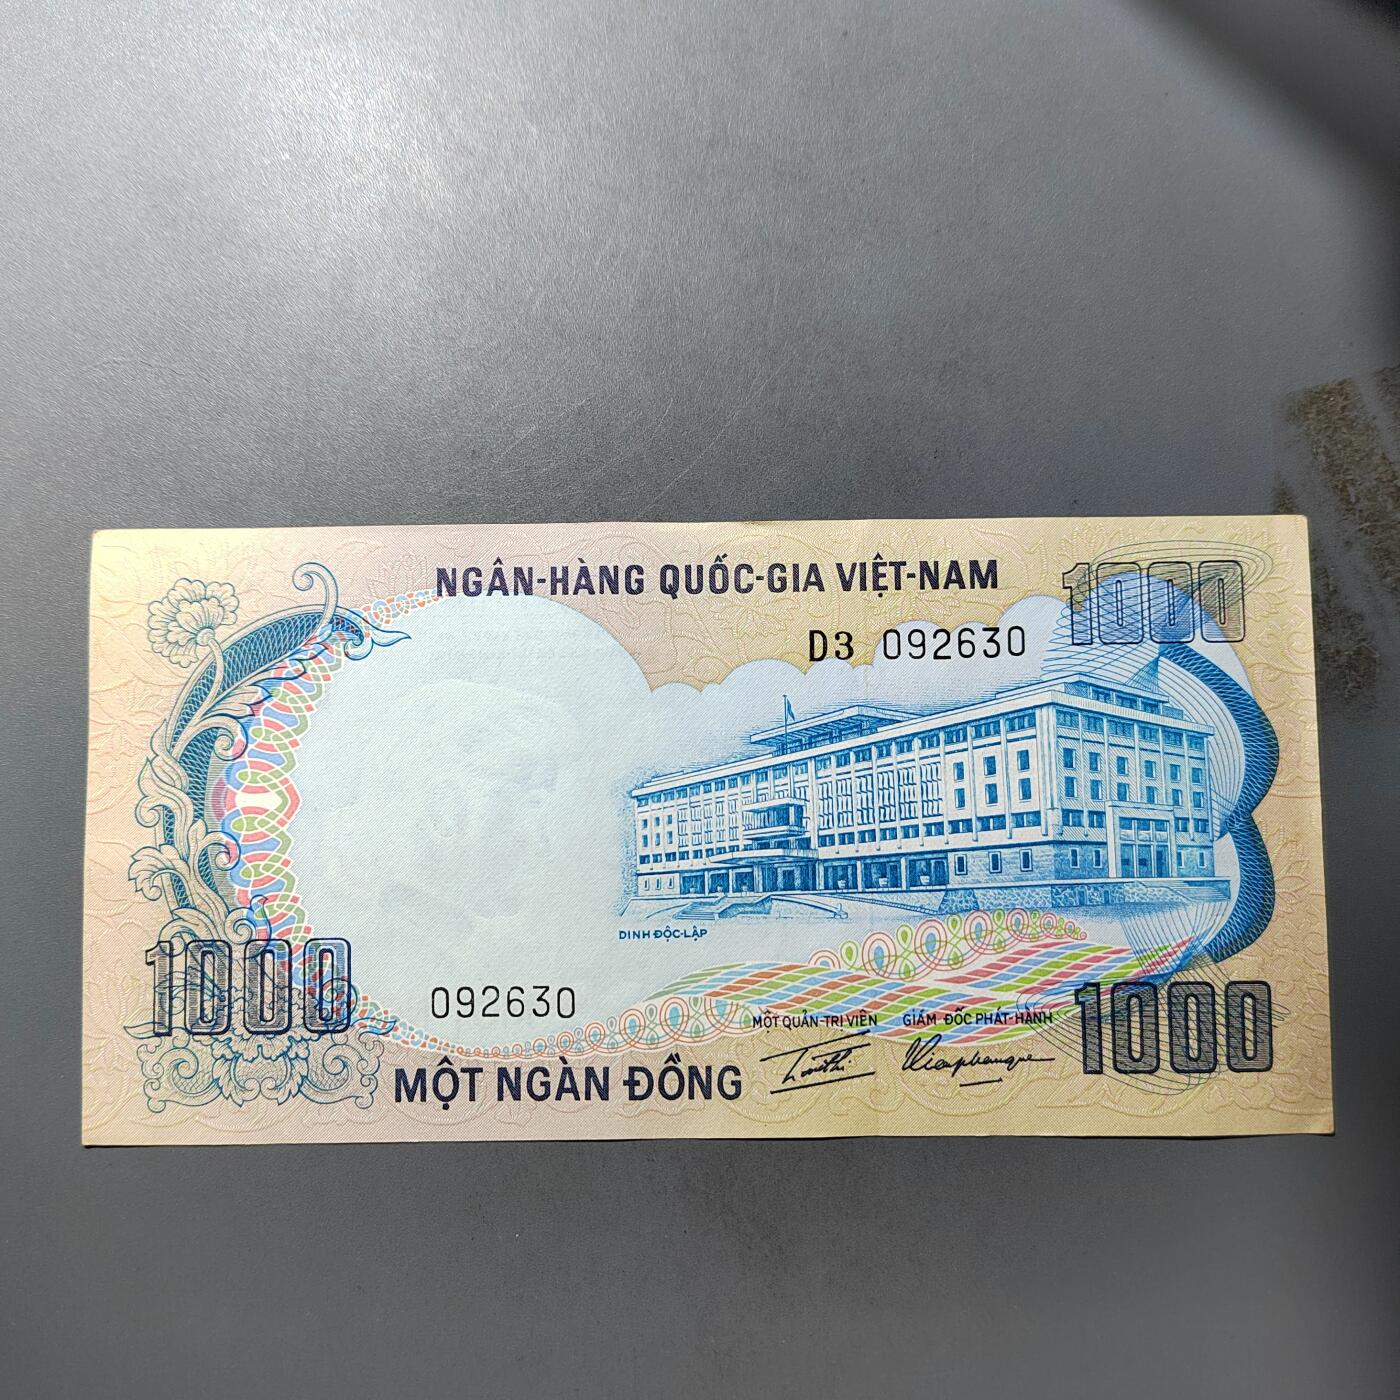 NGÂN-HÀNG QUỐC-GIA VIỆT-NAM
1000
D3 092630
DINH ĐỘC-LẬP
1000
092630
MỘT QUẢN-TRỊ VIÊN GIÁM ĐỐC PHÁT-HÀNH
1000
MỘT NGÀN ĐỒNG